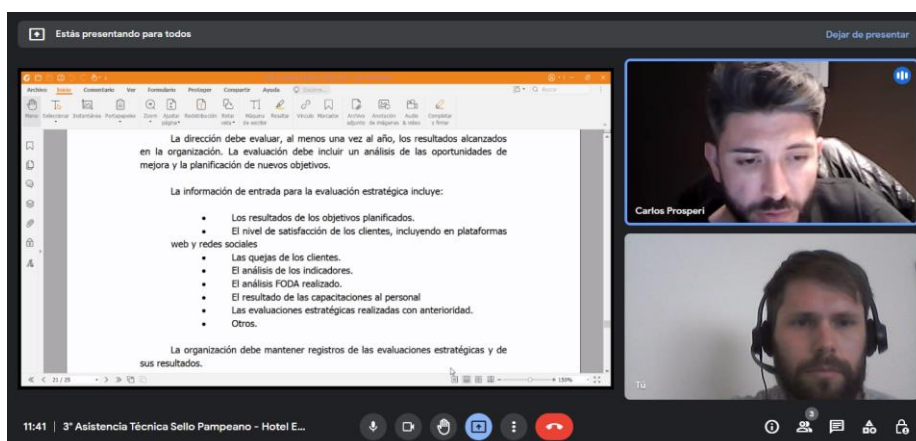 Estás presentando para todos
Dejar de presentar
Archivo Inicio Comentario Ver Formulario Proteger Compartir Ayuda
La dirección debe evaluar, al menos una vez al año, los resultados alcanzados
en la organización. La evaluación debe incluir un análisis de las oportunidades de
mejora y la planificación de nuevos objetivos.
La información de entrada para la evaluación estratégica incluye:
• Los resultados de los objetivos planificados.
• El nivel de satisfacción de los clientes, incluyendo en plataformas
web y redes sociales
• Las quejas de los clientes.
• El análisis de los indicadores.
• El análisis FODA realizado.
• El resultado de las capacitaciones al personal
• Las evaluaciones estratégicas realizadas con anterioridad.
• Otros.
La organización debe mantener registros de las evaluaciones estratégicas y de
sus resultados.
21 / 25
150%
Carlos Prosperi
Tú
11:41 | 3° Asistencia Técnica Sello Pampeano - Hotel E...
3